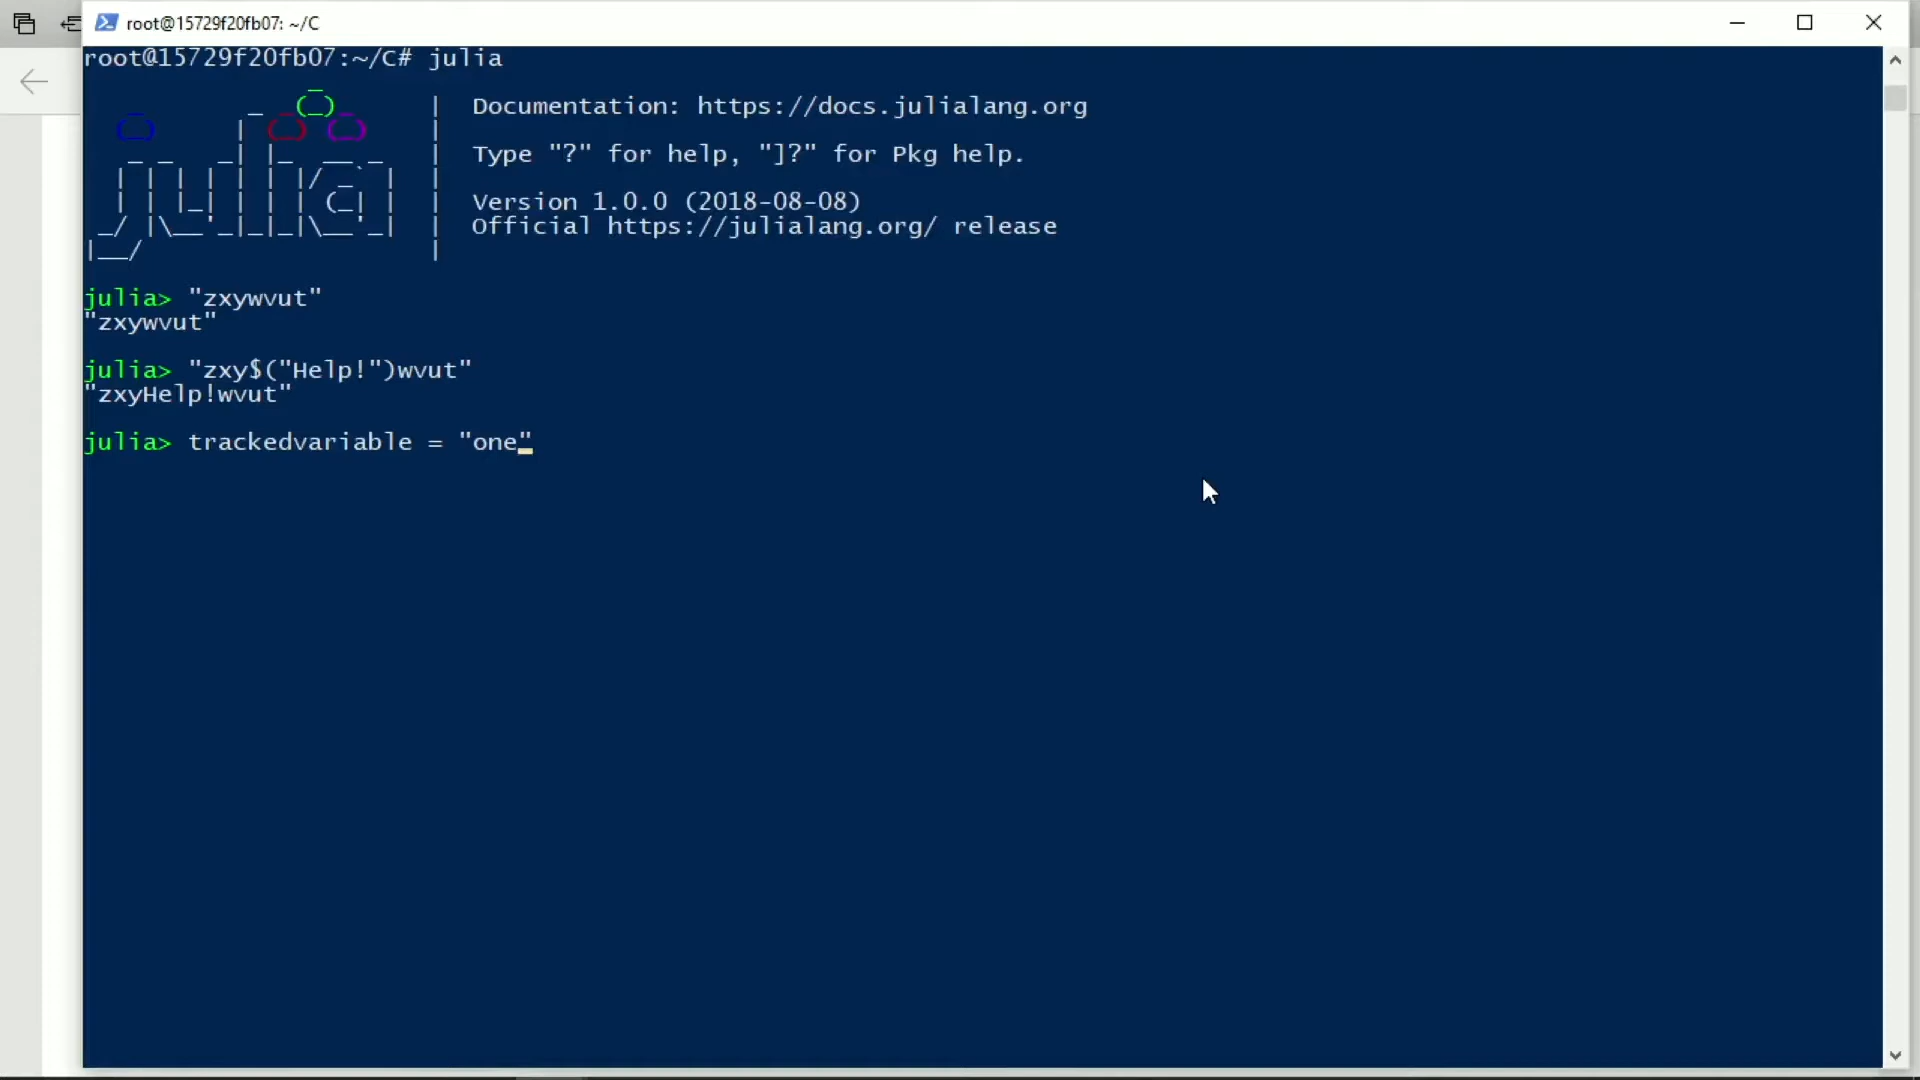 root@15729f20fb07: ~/C
root@15729f20fb07:~/C# julia
Documentation: https://docs.julialang.org
Type "?" for help, "]?" for Pkg help.
Version 1.0.0 (2018-08-08)
Official https://julialang.org/ release
julia> "zxywvut"
"zxywvut"
julia> "zxy$("Help!")wvut"
"zxyHelp!wvut"
julia> trackedvariable = "one"